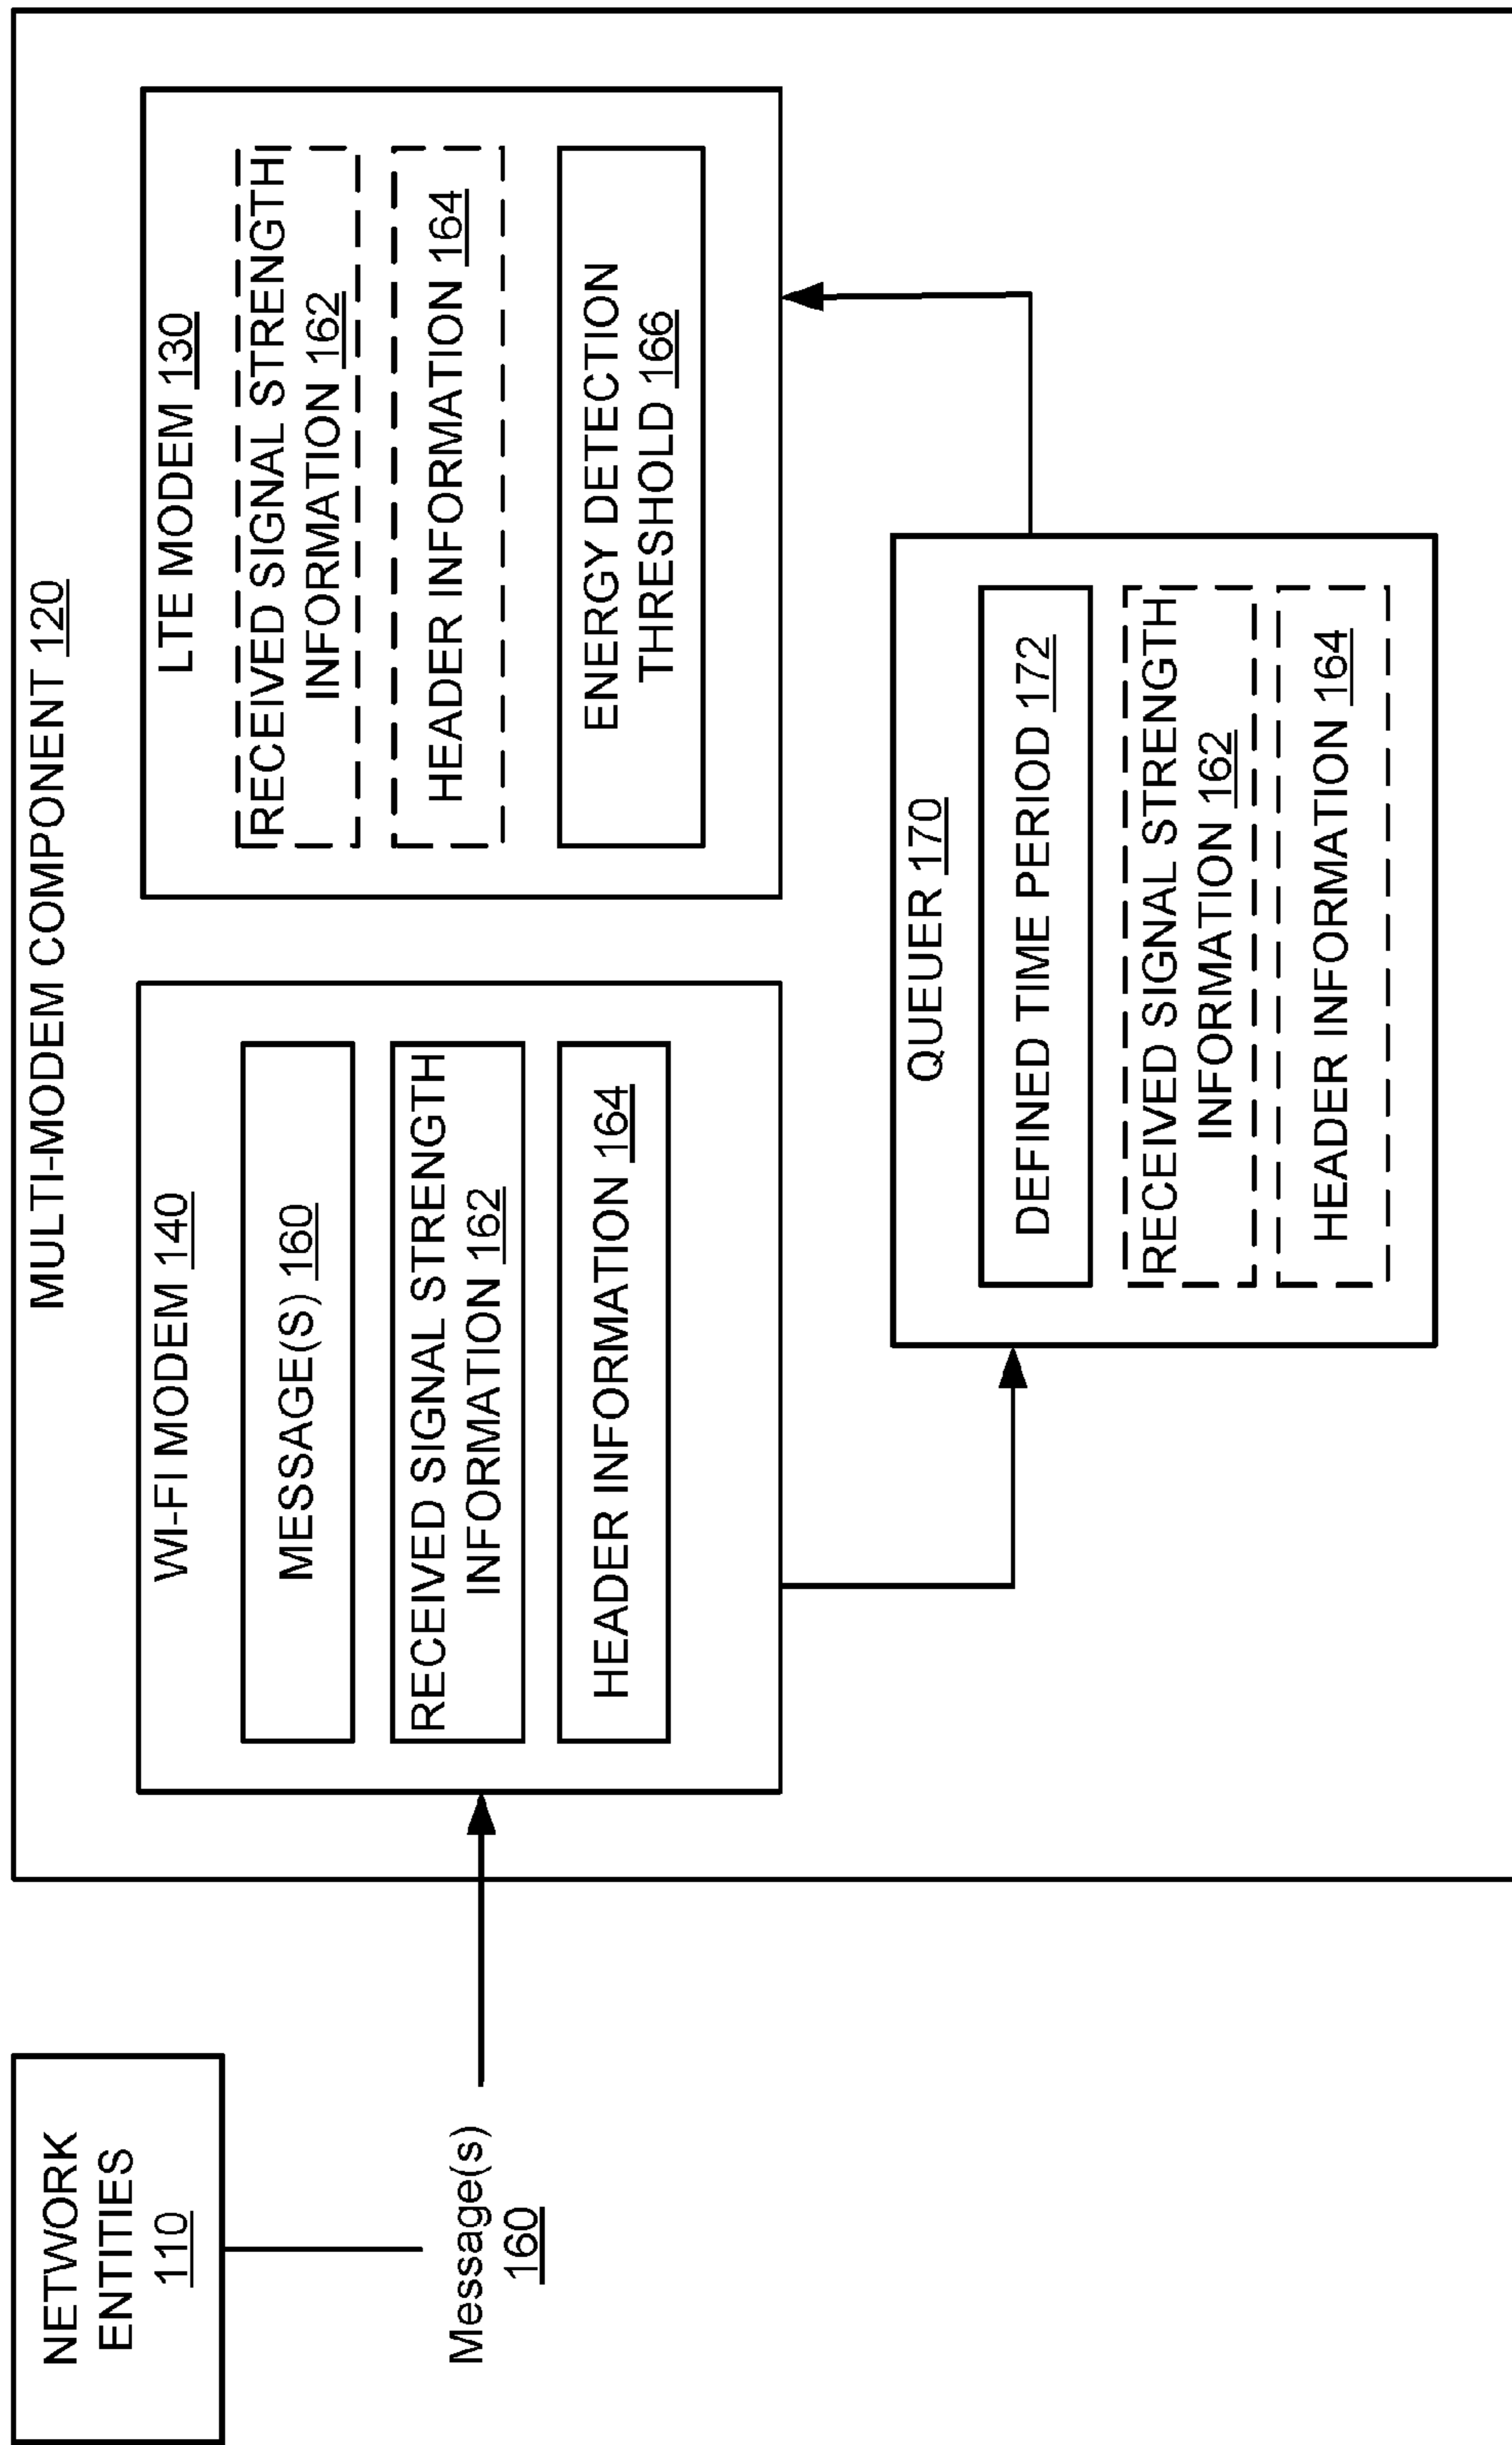 NETWORK
ENTITIES
110
Message(s)
160
MULTI-MODEM COMPONENT 120
WI-FI MODEM 140
MESSAGE(S) 160
RECEIVED SIGNAL STRENGTH
INFORMATION 162
HEADER INFORMATION 164
LTE MODEM 130
RECEIVED SIGNAL STRENGTH
INFORMATION 162
HEADER INFORMATION 164
ENERGY DETECTION
THRESHOLD 166
QUEUER 170
DEFINED TIME PERIOD 172
RECEIVED SIGNAL STRENGTH
INFORMATION 162
HEADER INFORMATION 164